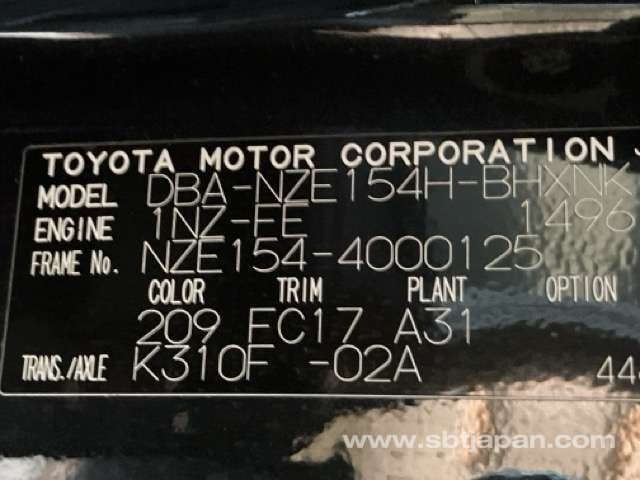 TOYOTA MOTOR CORPORATION
MODEL DBA-NZE154H-BHXNK
ENGINE 1NZ-FE 1496
FRAME No. NZE154-4000125
COLOR TRIM PLANT OPTION
209 FC17 A31
TRANS./AXLE K310F -02A 44
www.sbtjapan.com